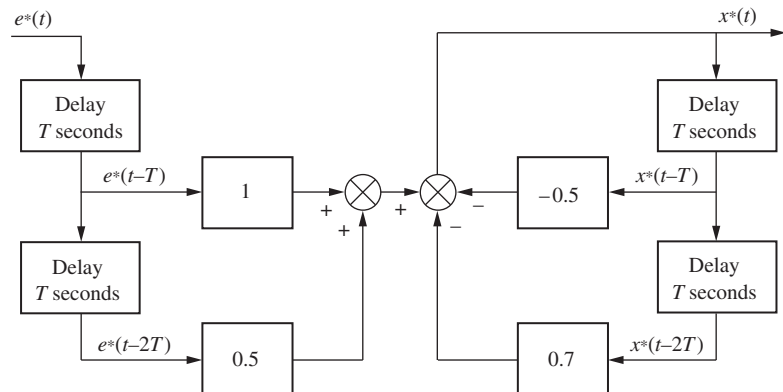 e*(t)
x*(t)
Delay
T seconds
Delay
T seconds
e*(t–T)
1
+
+
+
–
–
–0.5
x*(t–T)
Delay
T seconds
Delay
T seconds
e*(t–2T)
0.5
0.7
x*(t–2T)